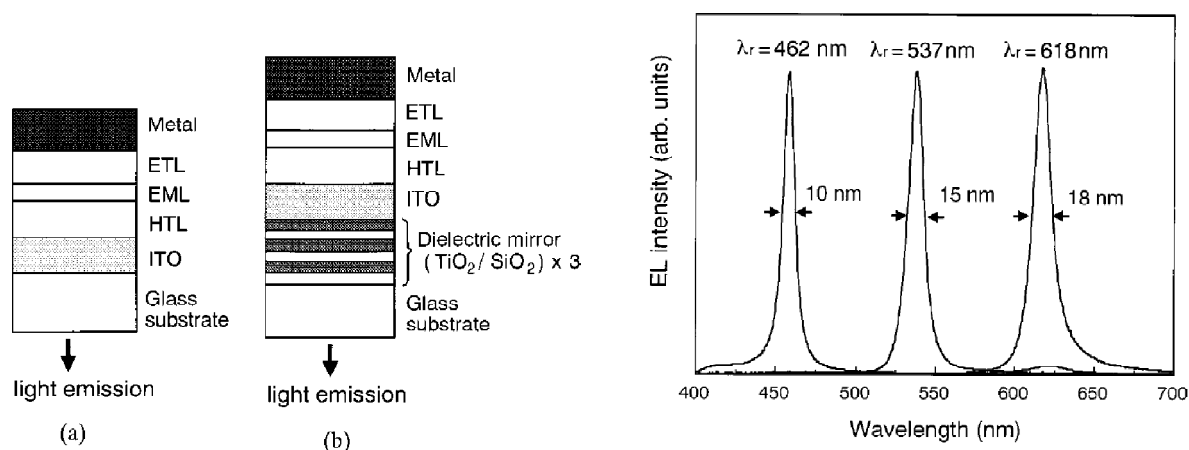 Metal
ETL
EML
HTL
ITO
Glass
substrate
light emission
(a)
Metal
ETL
EML
HTL
ITO
Dielectric mirror
(TiO₂/ SiO₂) x 3
Glass
substrate
light emission
(b)
λr=462 nm λr=537nm λr=618nm
10 nm 15 nm 18 nm
EL intensity (arb. units)
400 450 500 550 600 650 700
Wavelength (nm)